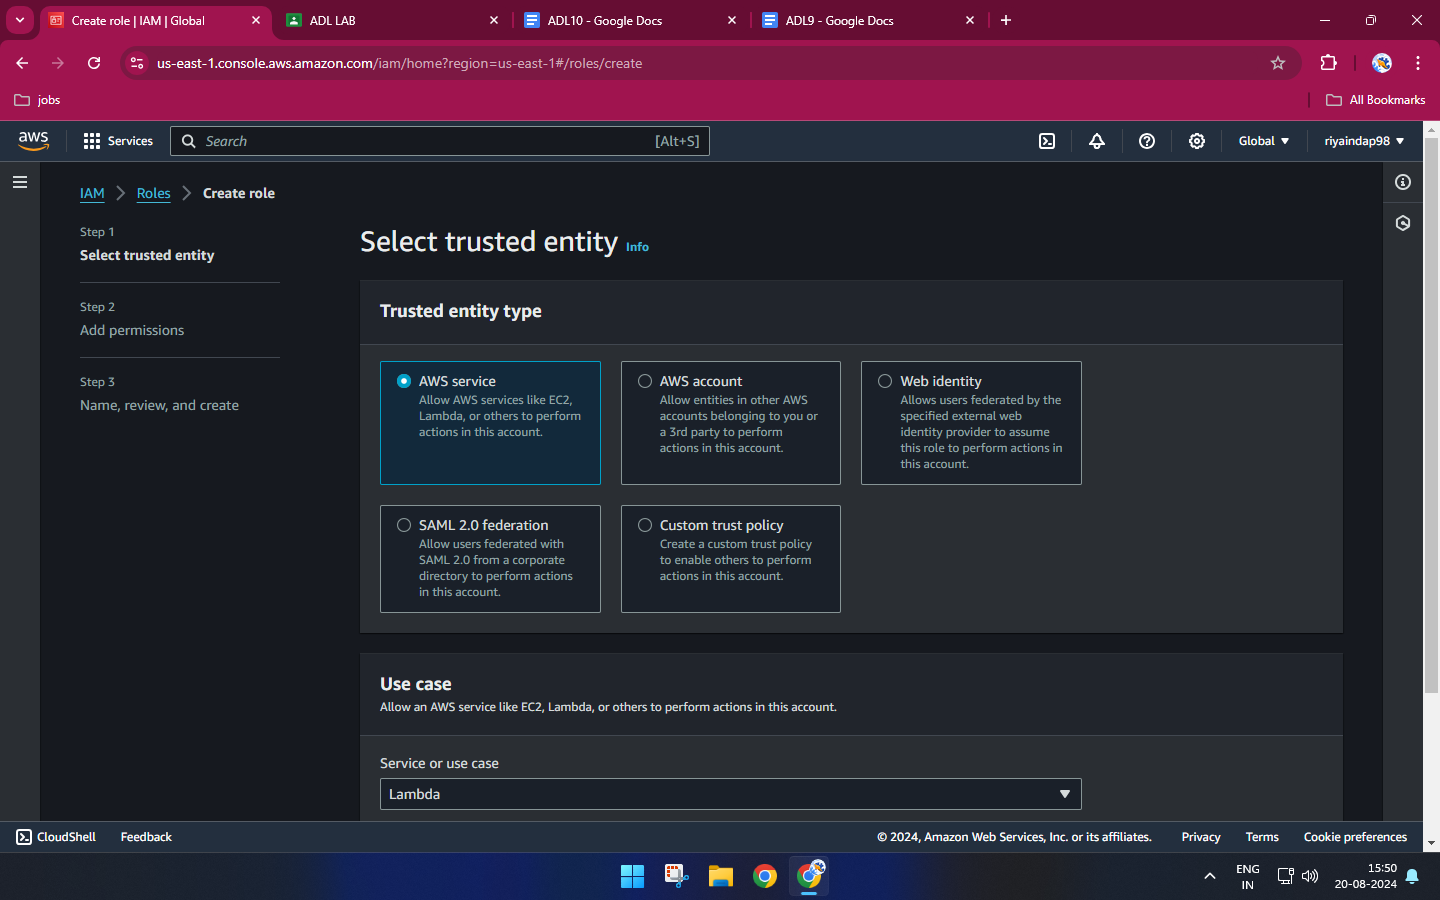 Create role | IAM | Global
ADL LAB
ADL10 - Google Docs
ADL9 - Google Docs
us-east-1.console.aws.amazon.com/iam/home?region=us-east-1#/roles/create
jobs
All Bookmarks
aws
Services
Search
[Alt+S]
Global
riyaindap98
IAM
Roles
Create role
Step 1
Select trusted entity
Step 2
Add permissions
Step 3
Name, review, and create
Select trusted entity Info
Trusted entity type
AWS service
Allow AWS services like EC2,
Lambda, or others to perform
actions in this account.
AWS account
Allow entities in other AWS
accounts belonging to you or
a 3rd party to perform
actions in this account.
Web identity
Allows users federated by the
specified external web
identity provider to assume
this role to perform actions in
this account.
SAML 2.0 federation
Allow users federated with
SAML 2.0 from a corporate
directory to perform actions
in this account.
Custom trust policy
Create a custom trust policy
to enable others to perform
actions in this account.
Use case
Allow an AWS service like EC2, Lambda, or others to perform actions in this account.
Service or use case
Lambda
CloudShell
Feedback
© 2024, Amazon Web Services, Inc. or its affiliates.
Privacy
Terms
Cookie preferences
ENG
IN
15:50
20-08-2024